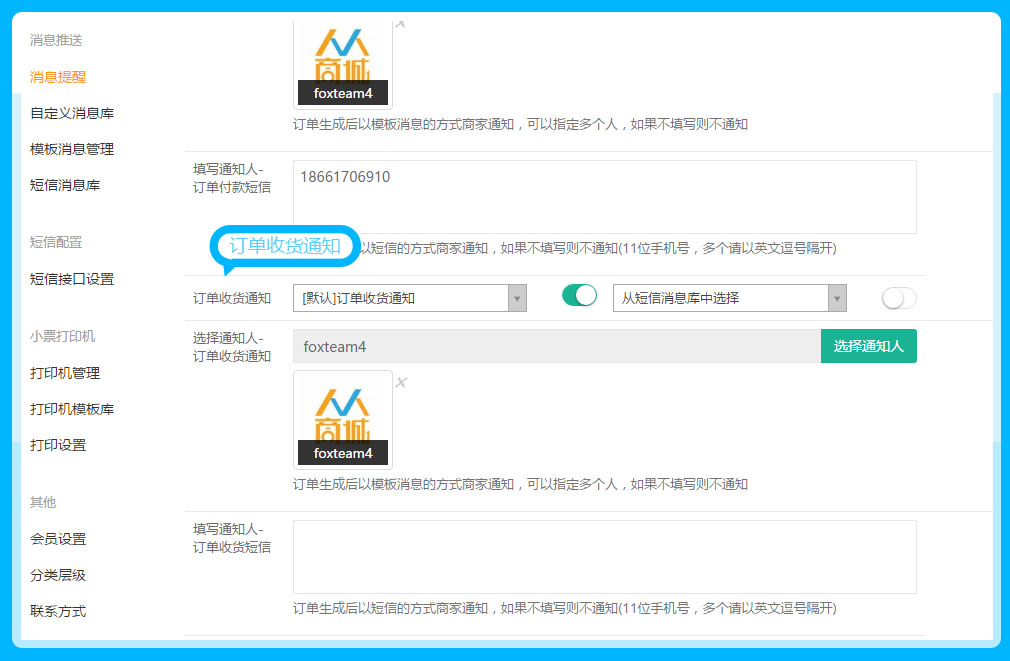 消息推送
消息提醒
自定义消息库
模板消息管理
短信消息库
短信配置
短信接口设置
小票打印机
打印机管理
打印机模板库
打印设置
其他
会员设置
分类层级
联系方式
商城
foxteam4
x
订单生成后以模板消息的方式商家通知，可以指定多个人，如果不填写则不通知
填写通知人-
订单付款短信
18661706910
订单收货通知
以短信的方式商家通知，如果不填写则不通知(11位手机号，多个请以英文逗号隔开)
订单收货通知
[默认]订单收货通知
从短信消息库中选择
选择通知人-
订单收货通知
foxteam4
选择通知人
商城
foxteam4
x
订单生成后以模板消息的方式商家通知，可以指定多个人，如果不填写则不通知
填写通知人-
订单收货短信
订单生成后以短信的方式商家通知，如果不填写则不通知(11位手机号，多个请以英文逗号隔开)